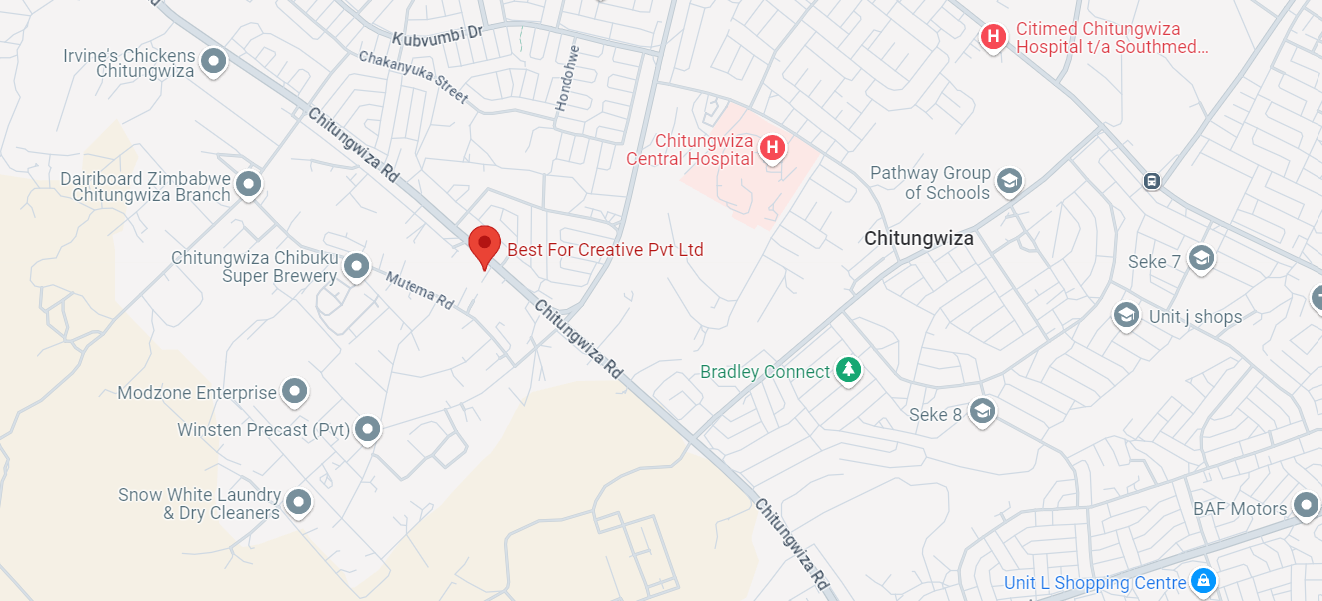 Kubvumbi Dr
Citimed Chitungwiza
Hospital t/a Southmed...
Irvine's Chickens
Chitungwiza
Chakanyuka Street
Hondohwe
Chitungwiza Rd
Chitungwiza
Central Hospital
Pathway Group
of Schools
Dairiboard Zimbabwe
Chitungwiza Branch
Chitungwiza
Best For Creative Pvt Ltd
Chitungwiza Chibuku
Super Brewery
Seke 7
Mutema Rd
Unit j shops
Chitungwiza Rd
Bradley Connect
Modzone Enterprise
Seke 8
Winsten Precast (Pvt)
Snow White Laundry
& Dry Cleaners
BAF Motors
Chitungwiza Rd
Unit L Shopping Centre